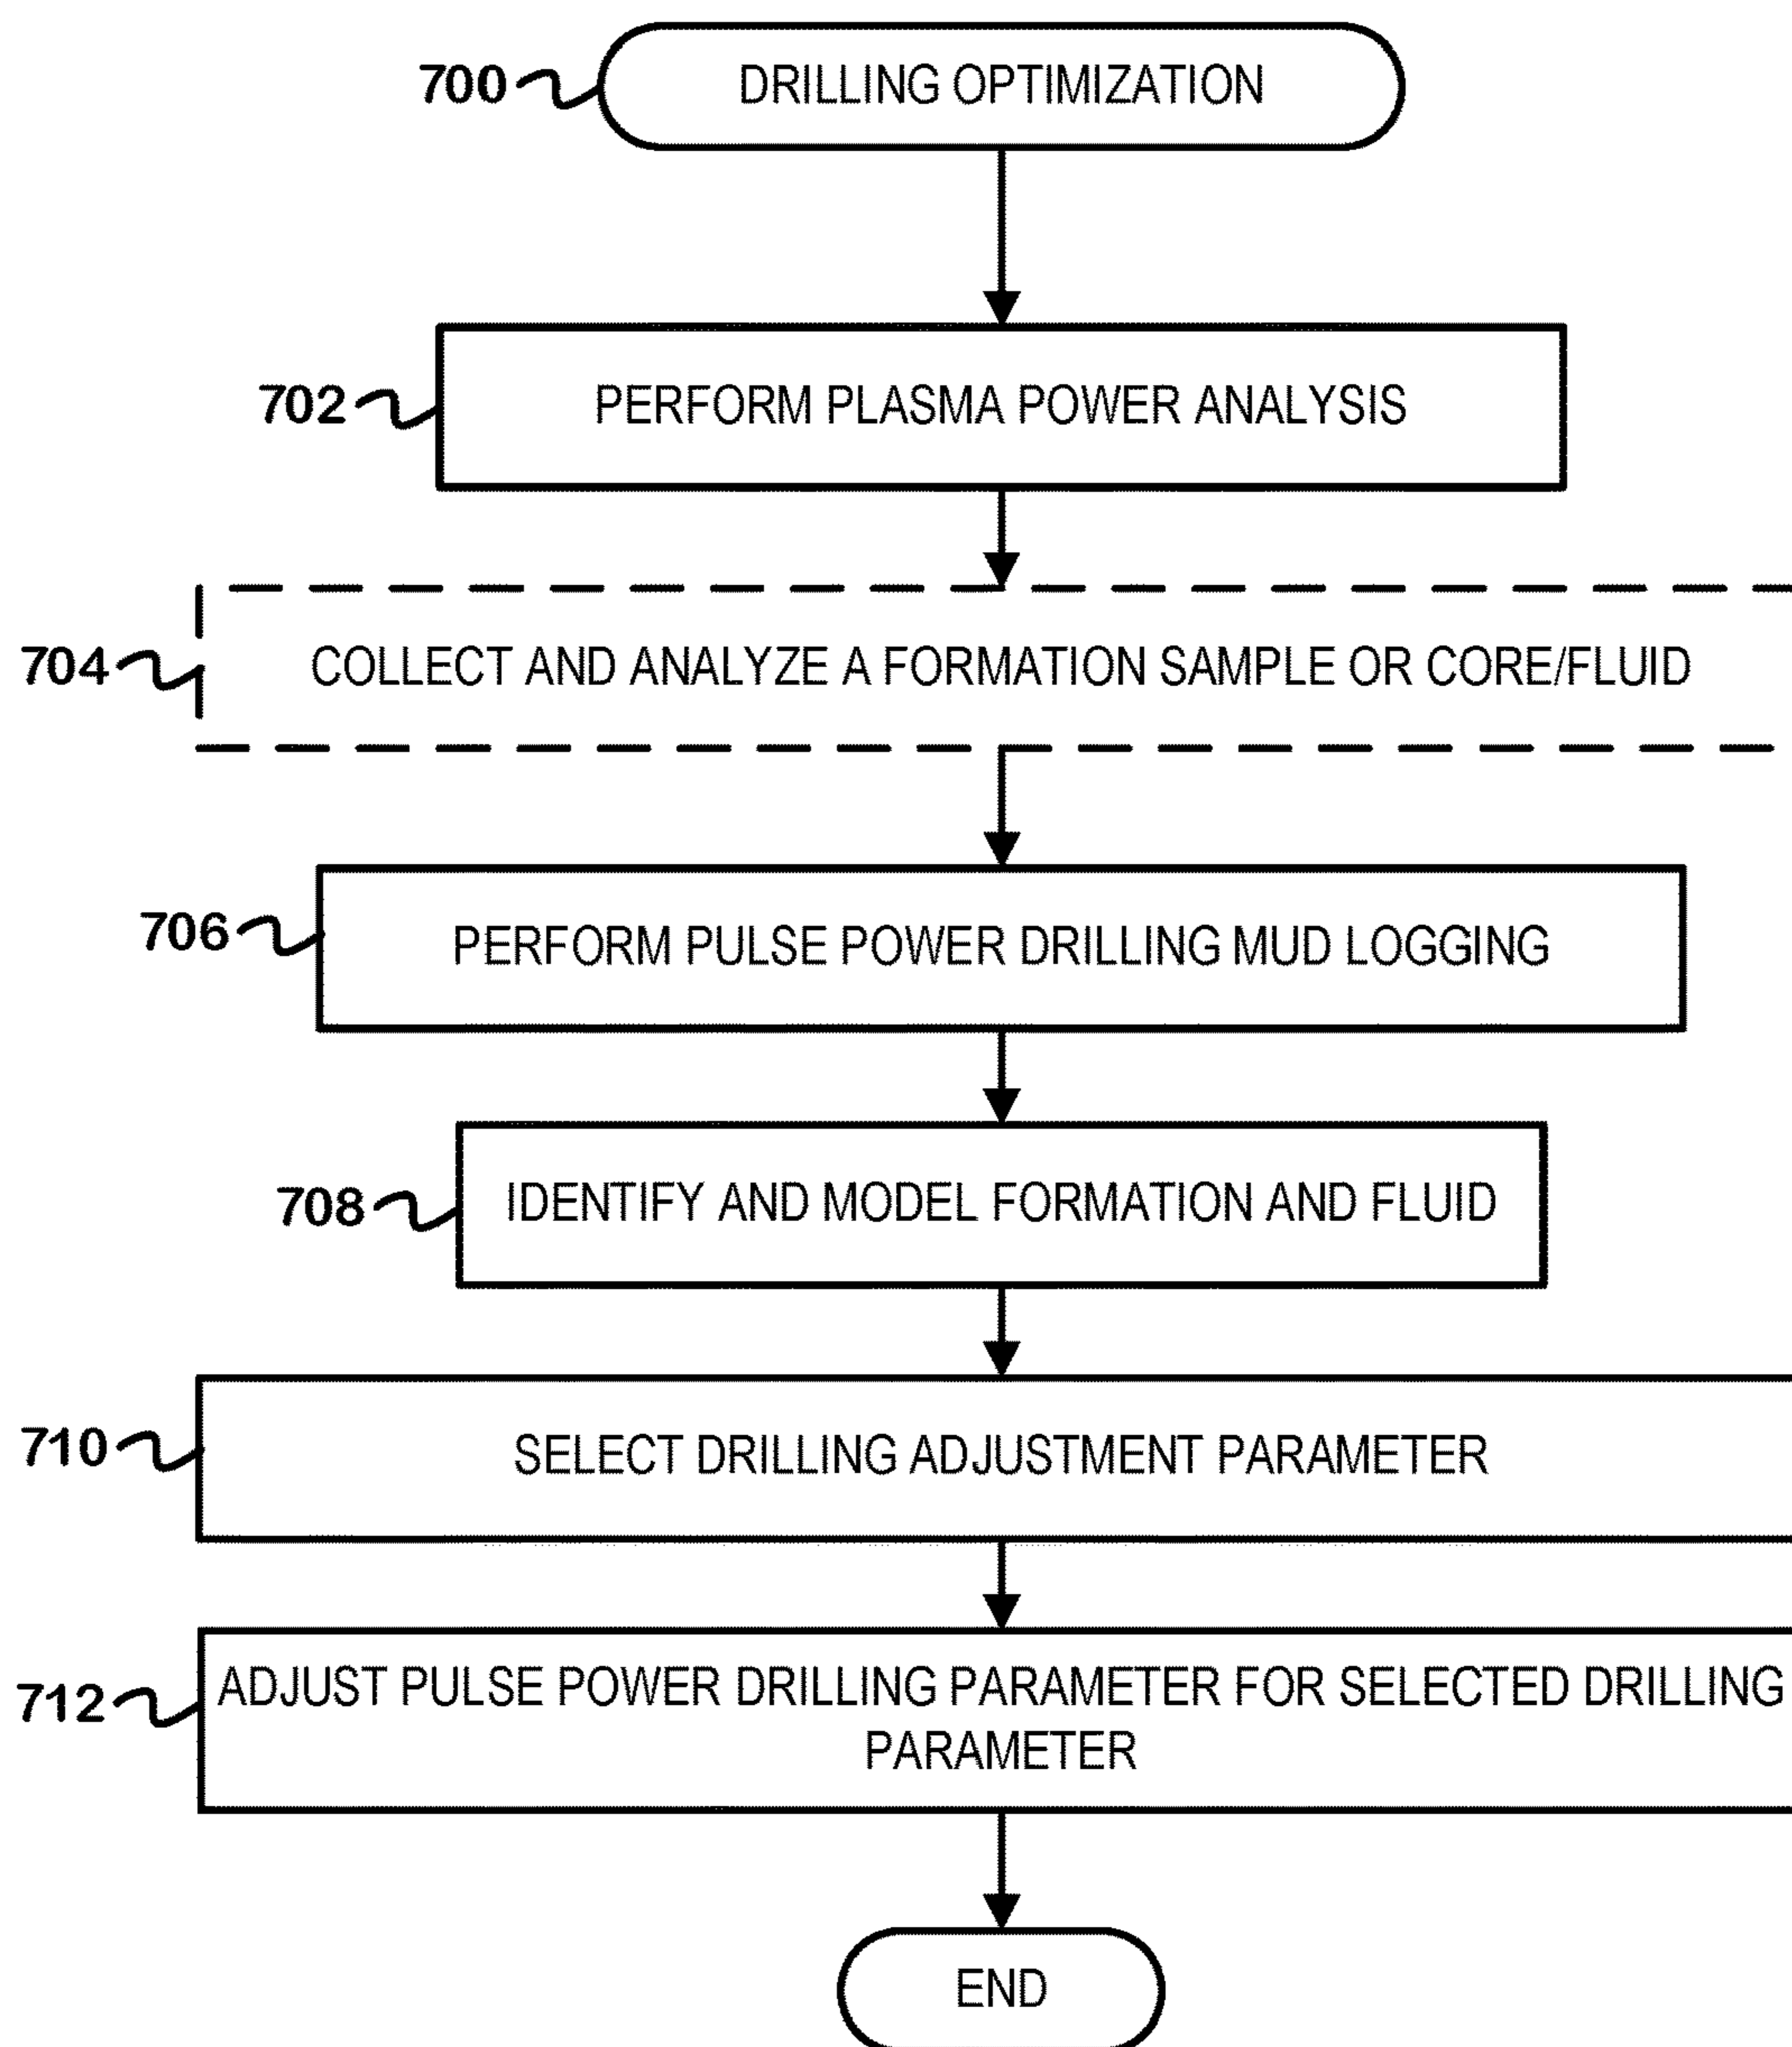 700 DRILLING OPTIMIZATION
702 PERFORM PLASMA POWER ANALYSIS
704 COLLECT AND ANALYZE A FORMATION SAMPLE OR CORE/FLUID
706 PERFORM PULSE POWER DRILLING MUD LOGGING
708 IDENTIFY AND MODEL FORMATION AND FLUID
710 SELECT DRILLING ADJUSTMENT PARAMETER
712 ADJUST PULSE POWER DRILLING PARAMETER FOR SELECTED DRILLING
PARAMETER
END